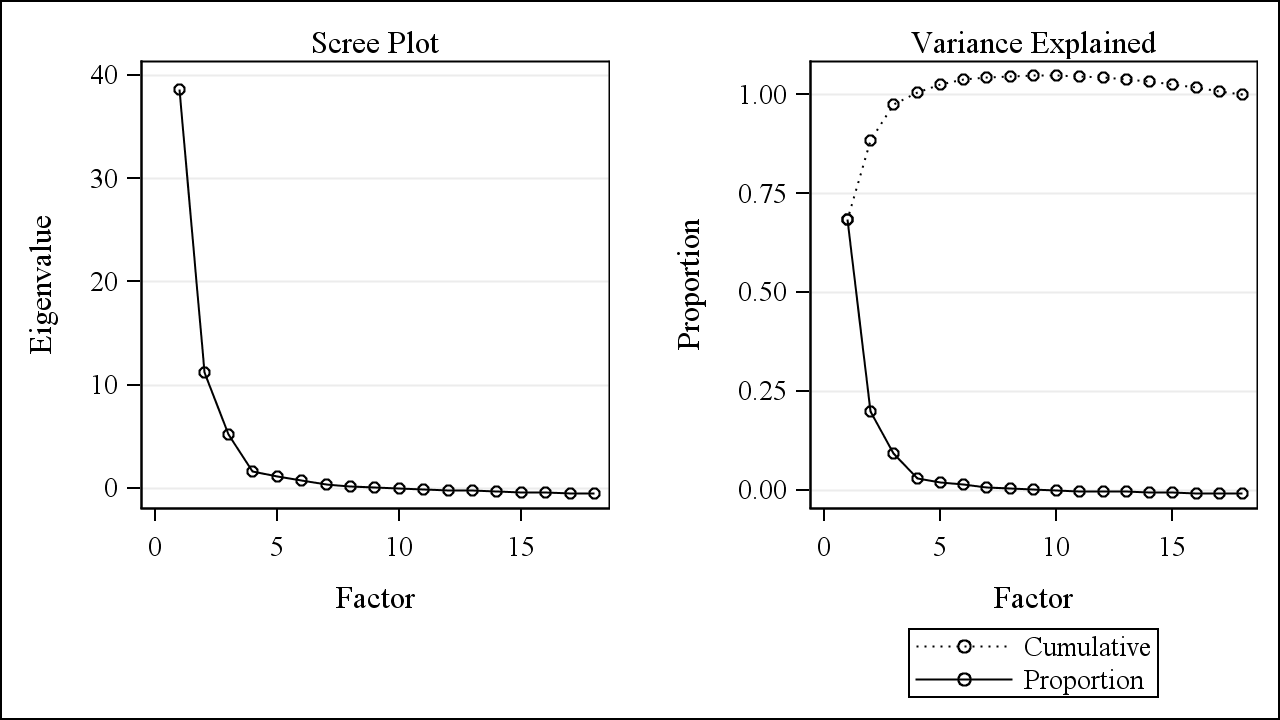 Scree Plot
40
30
20
10
0
Eigenvalue
0 5 10 15
Factor
Variance Explained
1.00
0.75
0.50
0.25
0.00
Proportion
0 5 10 15
Factor
Cumulative
Proportion